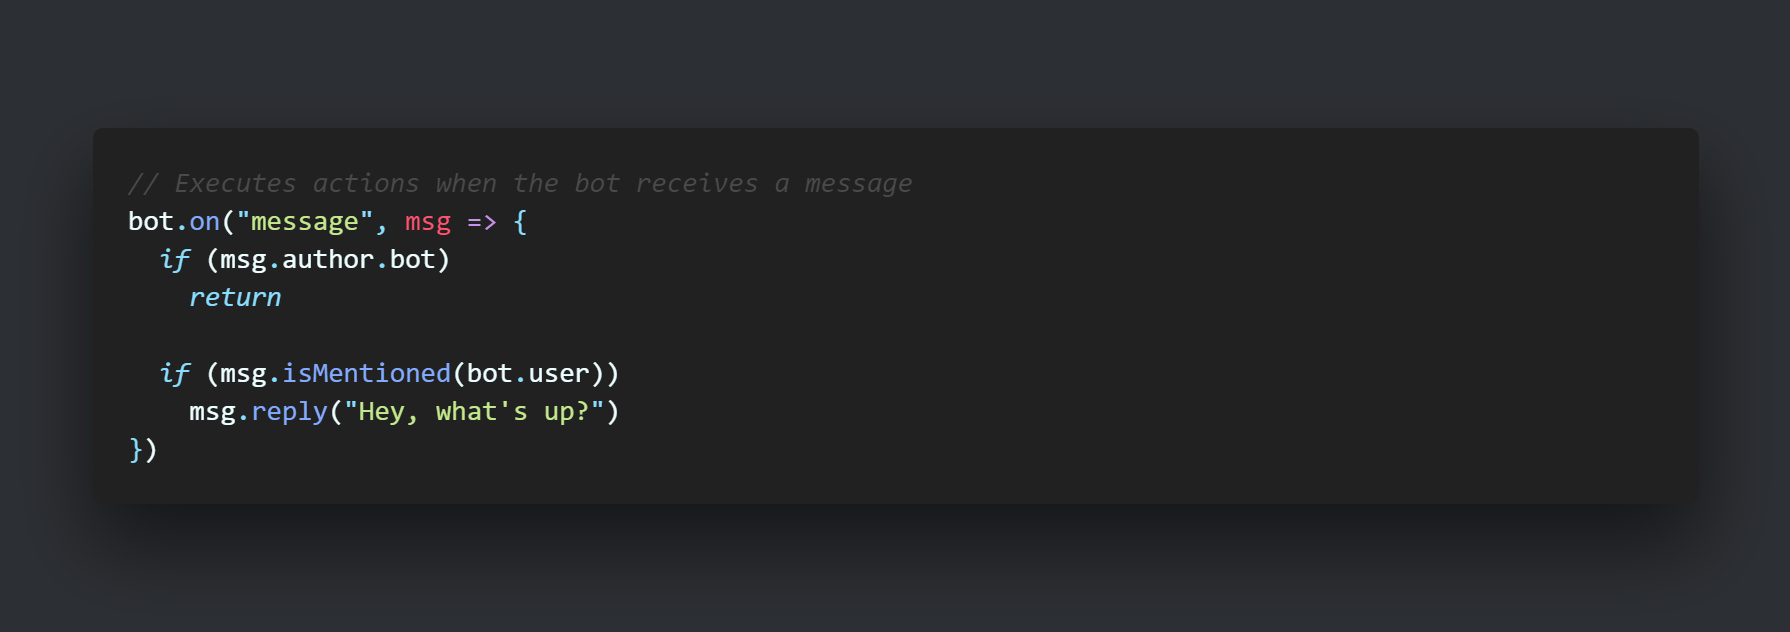 // Executes actions when the bot receives a message
bot.on("message", msg => {
  if (msg.author.bot)
    return

  if (msg.isMentioned(bot.user))
    msg.reply("Hey, what's up?")
})